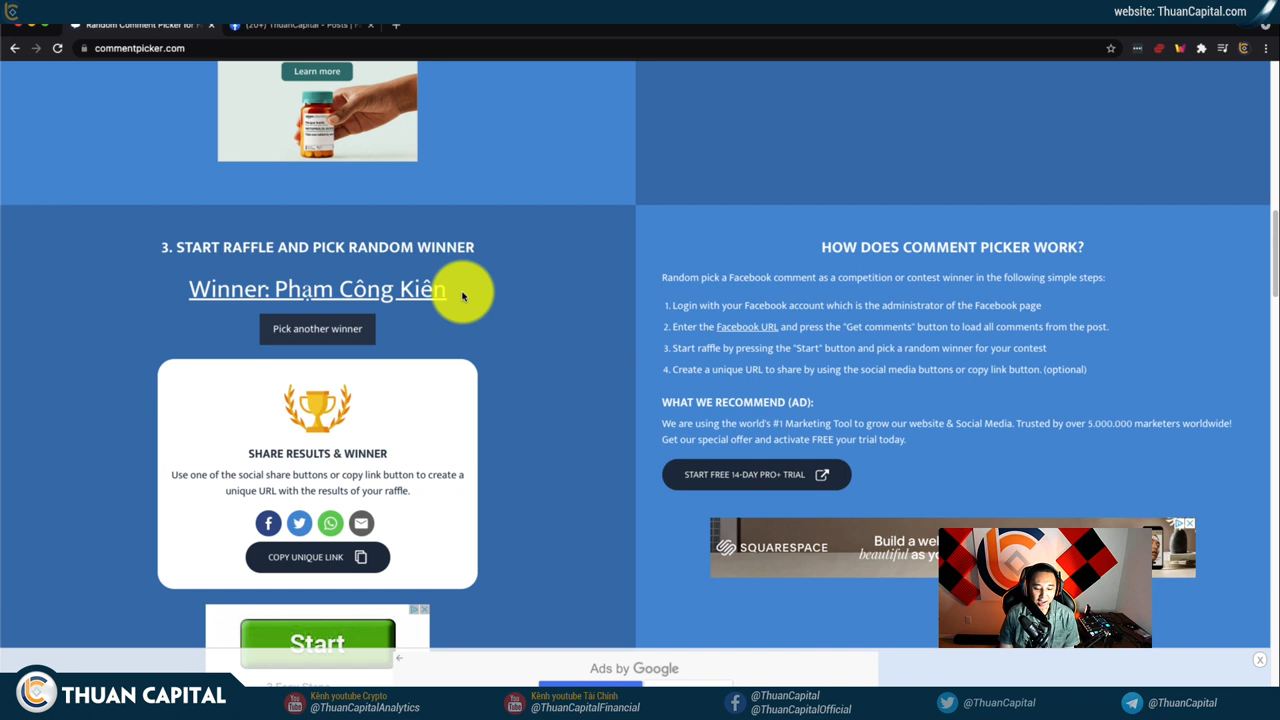 website: ThuanCapital.com
Random Comment Picker for F
(20+) ThuanCapital - Posts | F
commentpicker.com
Learn more
3. START RAFFLE AND PICK RANDOM WINNER
Winner: Phạm Công Kiên
Pick another winner
SHARE RESULTS & WINNER
Use one of the social share buttons or copy link button to create a
unique URL with the results of your raffle.
COPY UNIQUE LINK
Start
HOW DOES COMMENT PICKER WORK?
Random pick a Facebook comment as a competition or contest winner in the following simple steps:
1. Login with your Facebook account which is the administrator of the Facebook page
2. Enter the Facebook URL and press the "Get comments" button to load all comments from the post.
3. Start raffle by pressing the "Start" button and pick a random winner for your contest
4. Create a unique URL to share by using the social media buttons or copy link button. (optional)
WHAT WE RECOMMEND (AD):
We are using the world's #1 Marketing Tool to grow our website & Social Media. Trusted by over 5.000.000 marketers worldwide!
Get our special offer and activate FREE your trial today.
START FREE 14-DAY PRO+ TRIAL
SQUARESPACE
Build a we
beautiful as yo
Ads by Google
THUAN CAPITAL
Kênh youtube Crypto
@ThuanCapitalAnalytics
Kênh youtube Tài Chính
@ThuanCapitalFinancial
@ThuanCapital
@ThuanCapitalOfficial
@ThuanCapital
@ThuanCapital